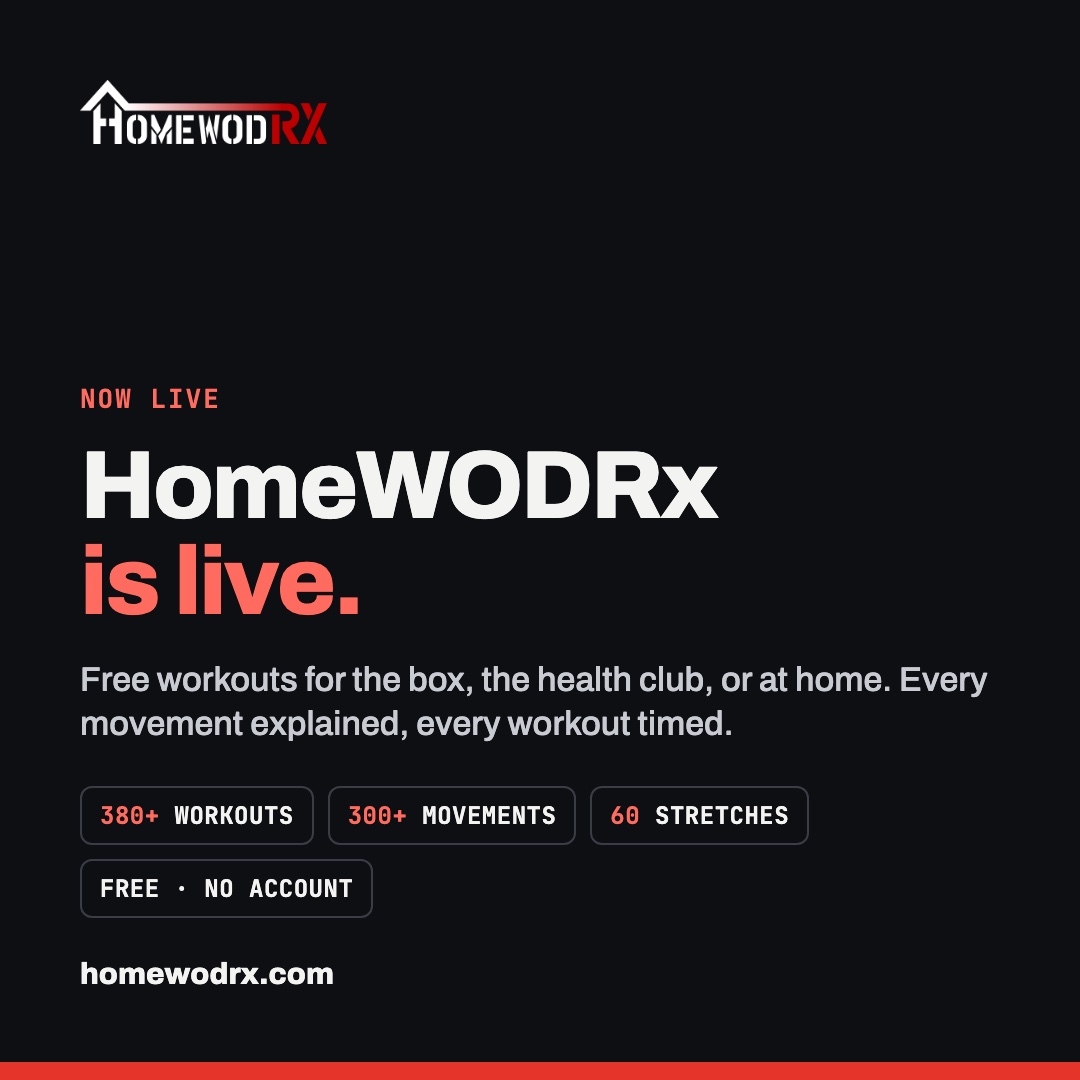 HOMEWODRX
NOW LIVE
HomeWODRx
is live.
Free workouts for the box, the health club, or at home. Every
movement explained, every workout timed.
380+ WORKOUTS
300+ MOVEMENTS
60 STRETCHES
FREE · NO ACCOUNT
homewodrx.com